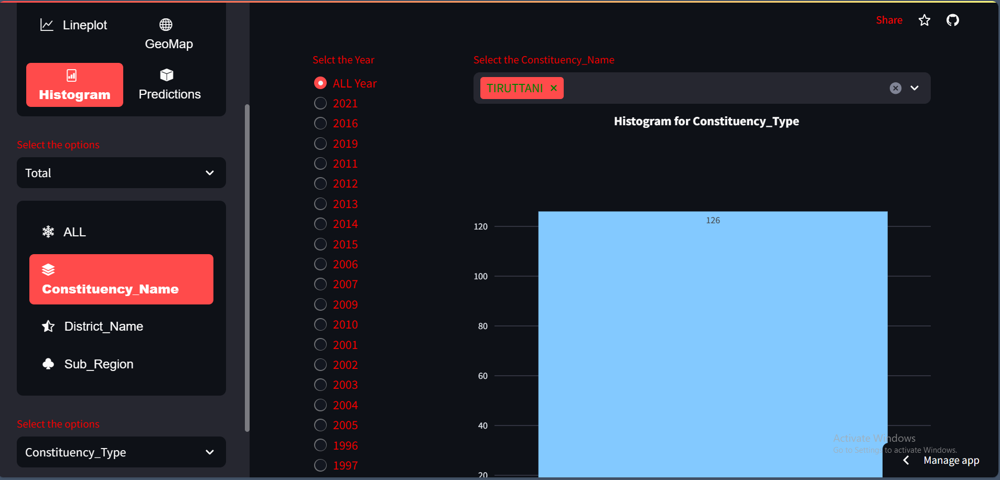 Lineplot
GeoMap
Histogram
Predictions
Select the options
Total
ALL
Constituency_Name
District_Name
Sub_Region
Select the options
Constituency_Type
Share
Selct the Year
ALL Year
2021
2016
2019
2011
2012
2013
2014
2015
2006
2007
2009
2010
2001
2002
2003
2004
2005
1996
1997
Select the Constituency_Name
TIRUTTANI
Histogram for Constituency_Type
126
120
100
80
60
40
20
Activate Windows
Go to Settings to activate Windows.
Manage app